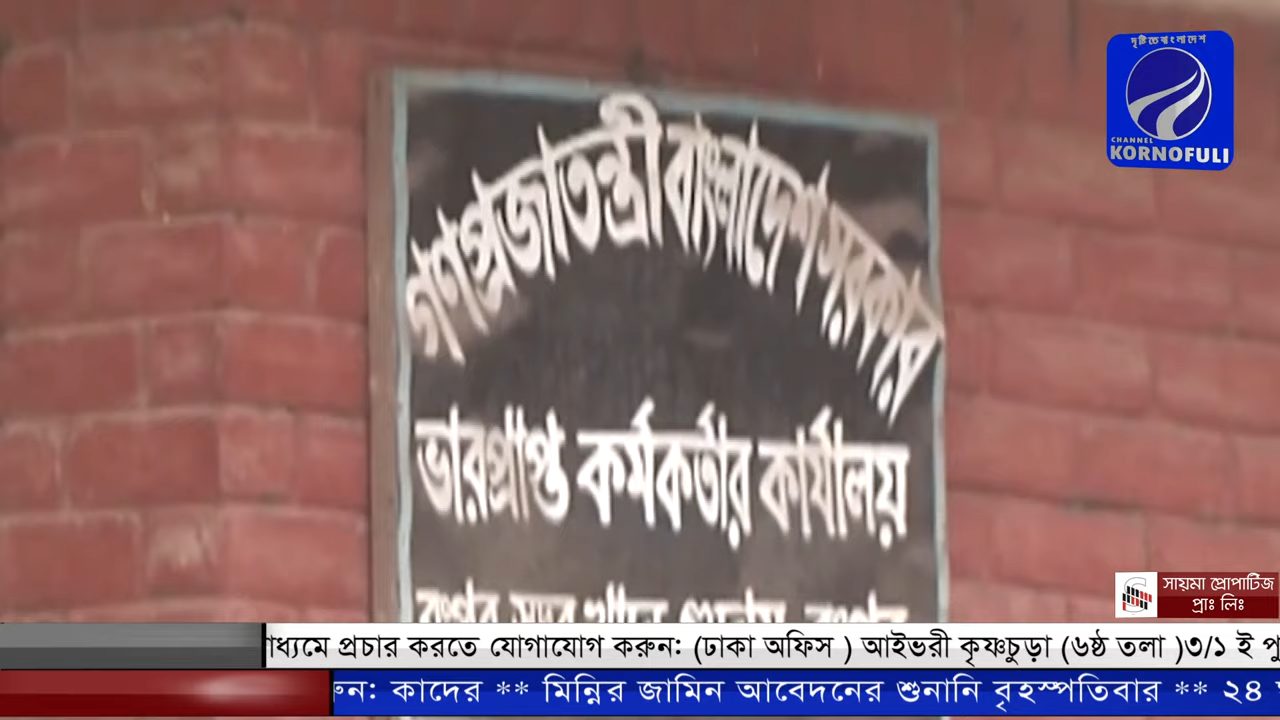 দৃষ্টিতে বাংলাদেশ
CHANNEL
KORNOFULI
গণপ্রজাতন্ত্রী বাংলাদেশ সরকার
ভারপ্রাপ্ত কর্মকর্তার কার্যালয়
সায়মা প্রোপাটিজ
প্রাঃ লিঃ
প্রচার করতে যোগাযোগ করুন: (ঢাকা অফিস ) আইভরী কৃষ্ণচুড়া (৬ষ্ঠ তলা )৩/১ ই
কাদের ** মিন্নির জামিন আবেদনের শুনানি বৃহস্পতিবার ** ২৪